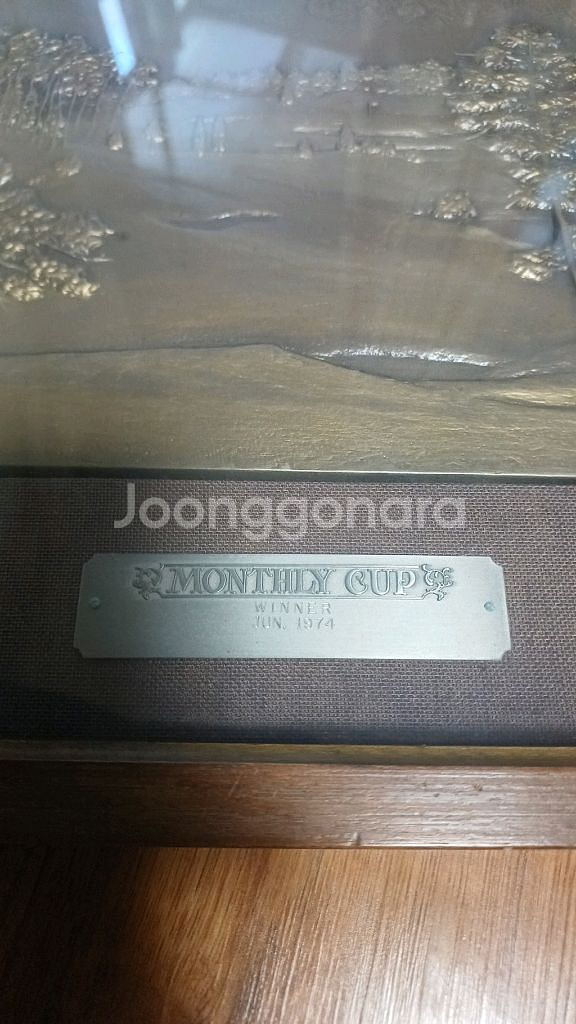 Joonggonara
MONTHLY CUP
WINNER
JUN. 1974